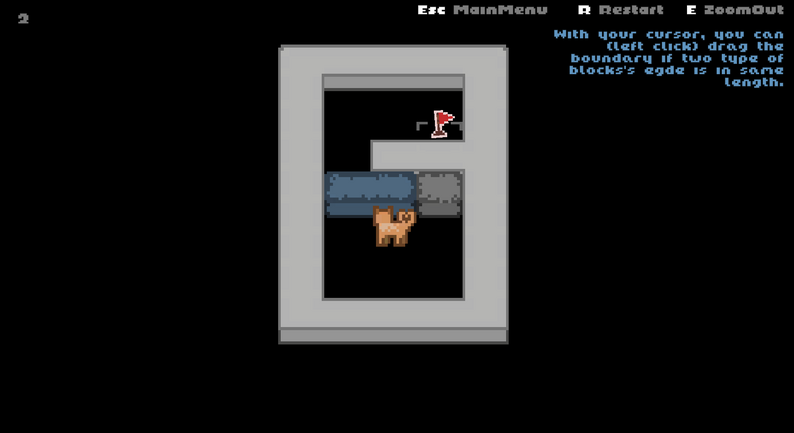 Esc MainMenu R Restart E ZoomOut
2
With your cursor, you can
(left click) drag the
boundary if two type of
blocks's egde is in same
length.